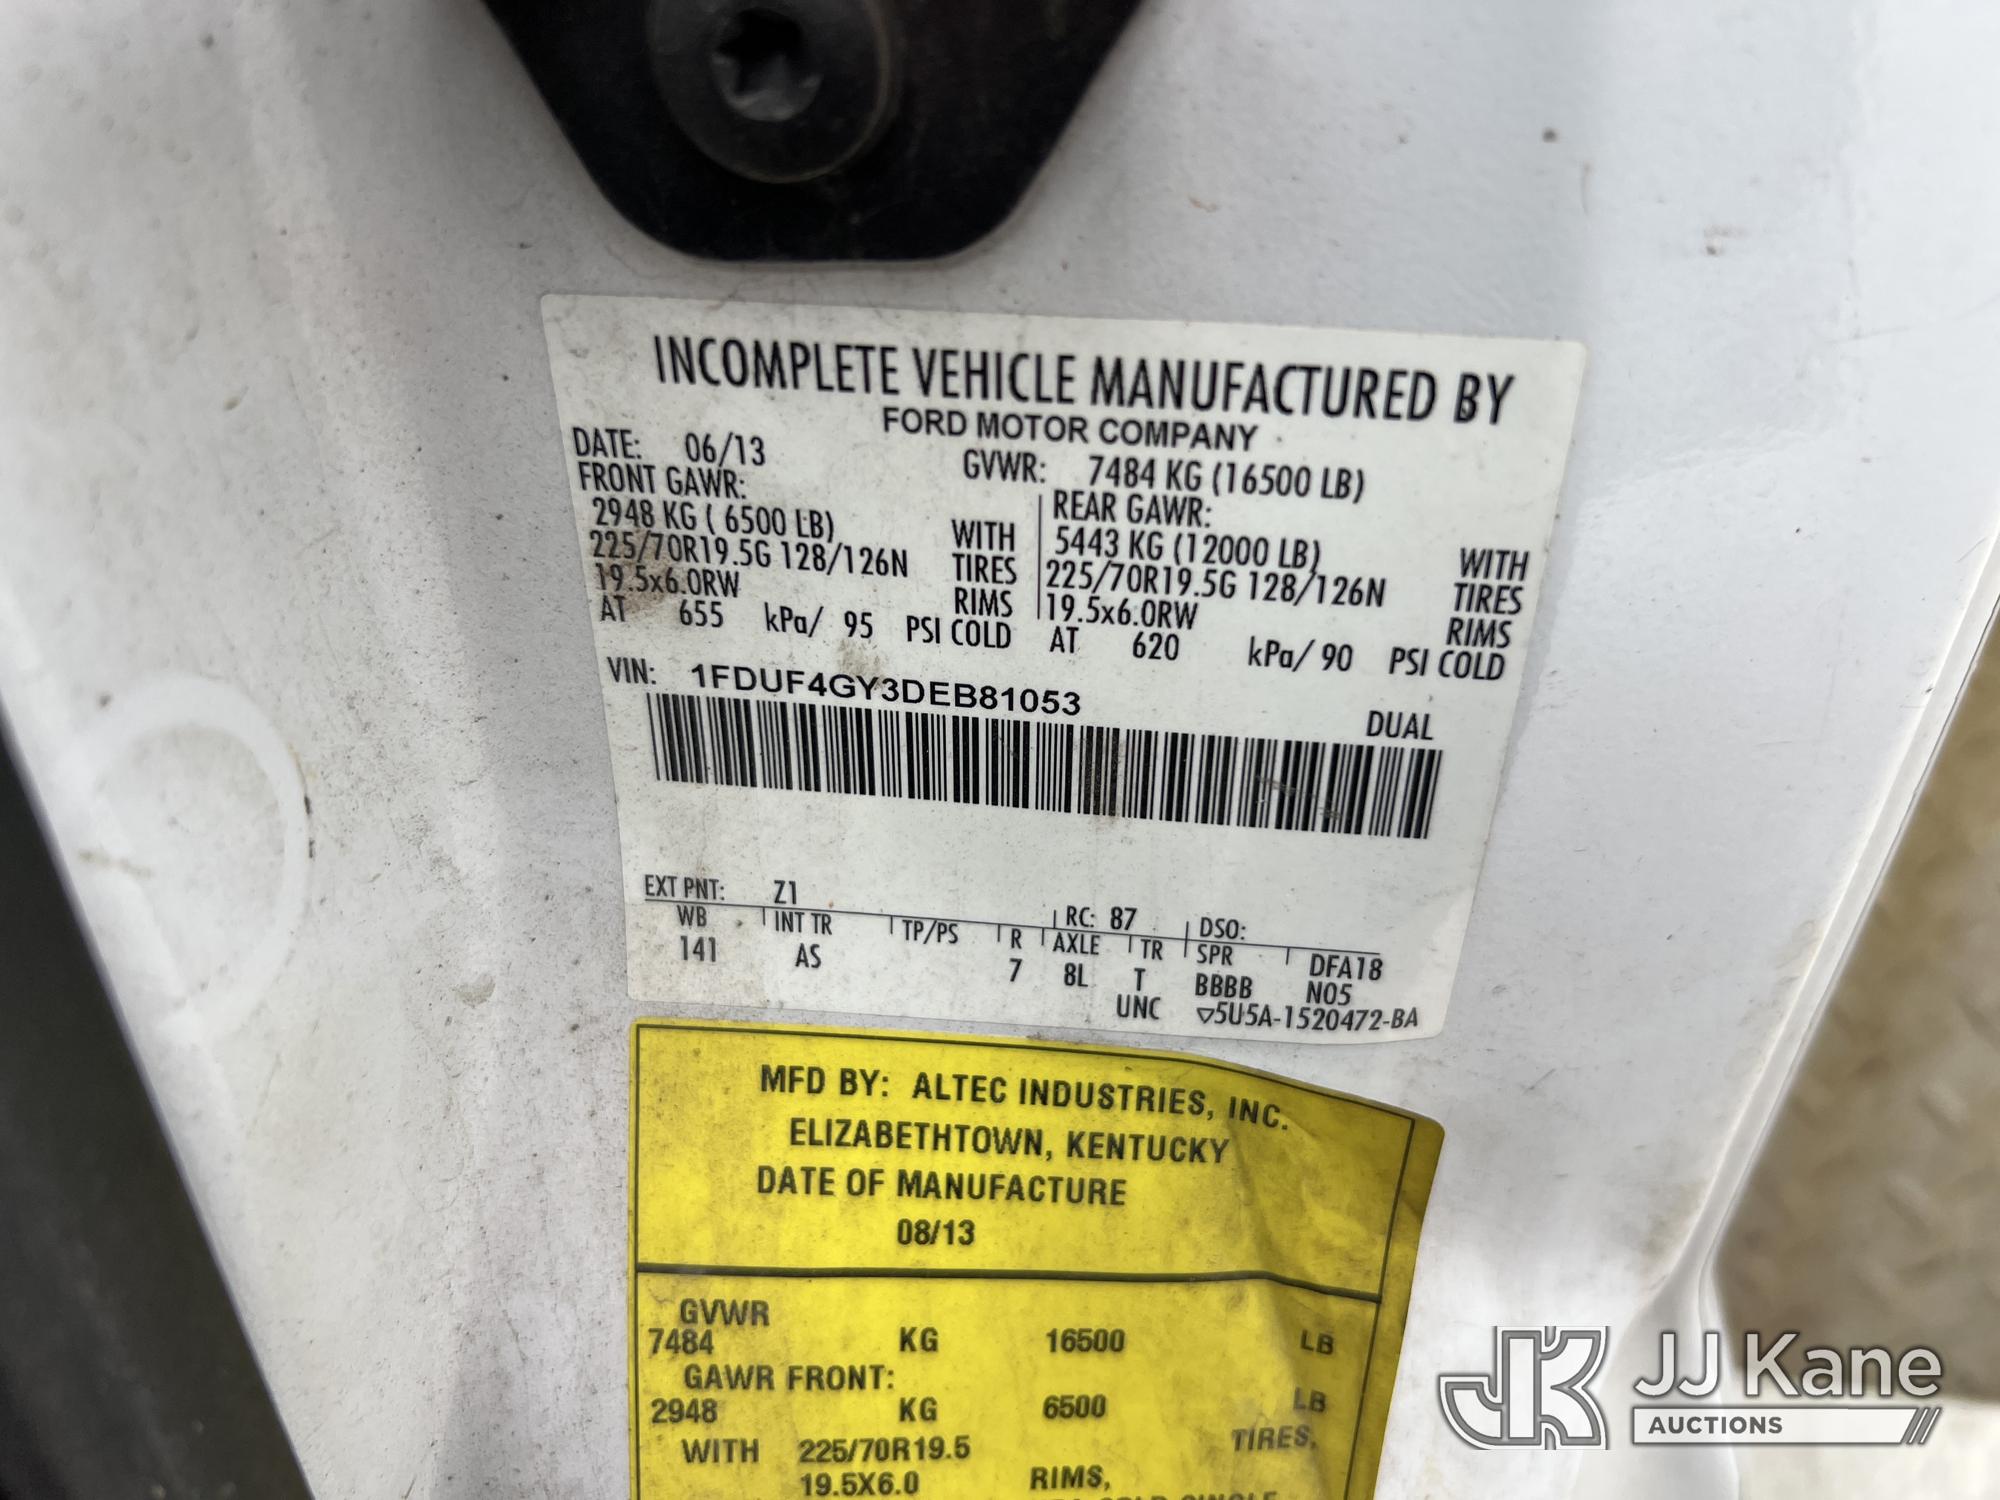 INCOMPLETE VEHICLE MANUFACTURED BY
FORD MOTOR COMPANY
DATE: 06/13 GVWR: 7484 KG (16500 LB)
FRONT GAWR: REAR GAWR:
2948 KG ( 6500 LB) WITH 5443 KG (12000 LB) WITH
225/70R19.5G 128/126N TIRES 225/70R19.5G 128/126N TIRES
19.5x6.0RW RIMS 19.5x6.0RW RIMS
AT 655 kPa/ 95 PSI COLD AT 620 kPa/ 90 PSI COLD
VIN: 1FDUF4GY3DEB81053
DUAL
EXT PNT: Z1 RC: 87 DSO:
WB INT TR TP/PS R AXLE TR SPR DFA18
141 AS 7 8L T BBBB N05
UNC ▽5U5A-1520472-BA
MFD BY: ALTEC INDUSTRIES, INC.
ELIZABETHTOWN, KENTUCKY
DATE OF MANUFACTURE
08/13
GVWR
7484 KG 16500 LB
GAWR FRONT:
2948 KG 6500 LB
WITH 225/70R19.5 TIRES,
19.5X6.0 RIMS,
JK JJ Kane
AUCTIONS